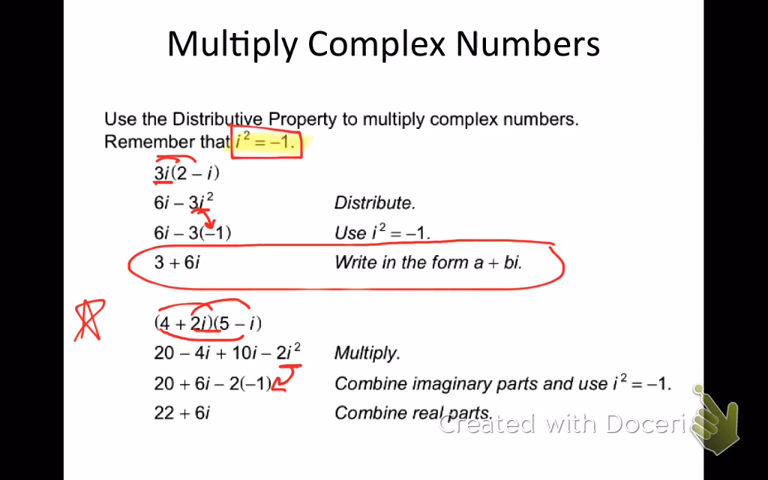 Multiply Complex Numbers
Use the Distributive Property to multiply complex numbers.
Remember that i² = −1.
3i(2 − i)
6i − 3i² Distribute.
6i − 3(−1) Use i² = −1.
3 + 6i Write in the form a + bi.
(4 + 2i)(5 − i)
20 − 4i + 10i − 2i² Multiply.
20 + 6i − 2(−1) Combine imaginary parts and use i² = −1.
22 + 6i Combine real parts.
Created with Doceri